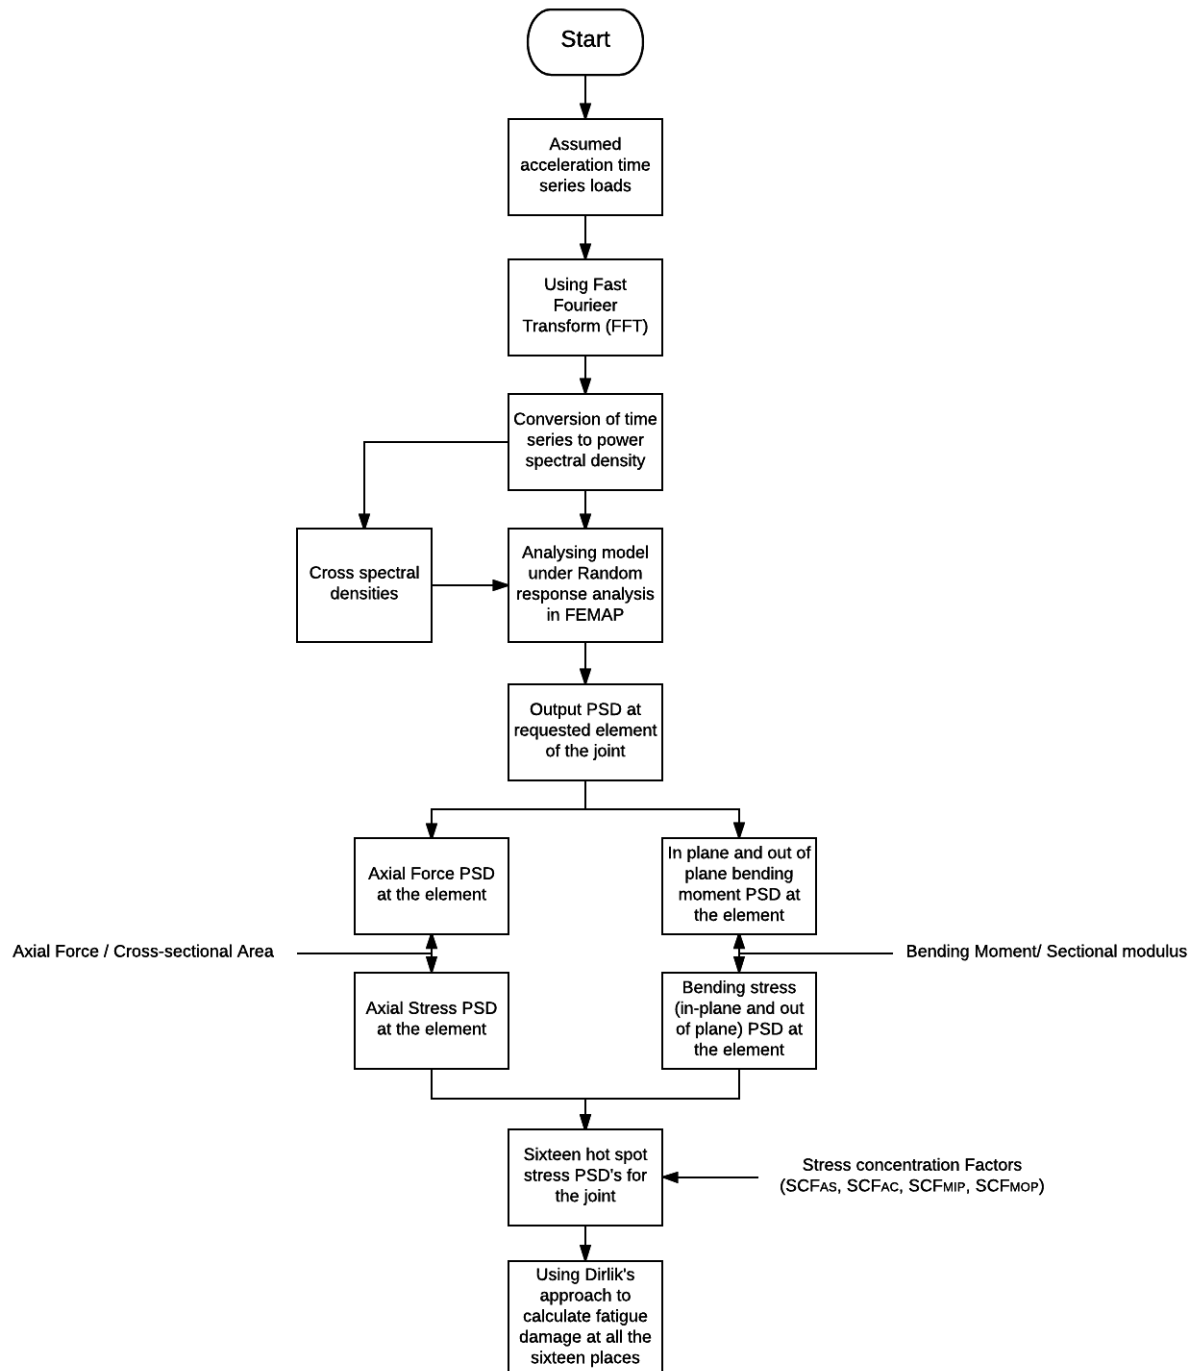 Start
Assumed
acceleration time
series loads
Using Fast
Fourieer
Transform (FFT)
Conversion of time
series to power
spectral density
Cross spectral
densities
Analysing model
under Random
response analysis
in FEMAP
Output PSD at
requested element
of the joint
Axial Force PSD
at the element
In plane and out of
plane bending
moment PSD at
the element
Axial Force / Cross-sectional Area
Bending Moment/ Sectional modulus
Axial Stress PSD
at the element
Bending stress
(in-plane and out
of plane) PSD at
the element
Sixteen hot spot
stress PSD's for
the joint
Stress concentration Factors
(SCFAS, SCFAC, SCFMIP, SCFMOP)
Using Dirlik's
approach to
calculate fatigue
damage at all the
sixteen places